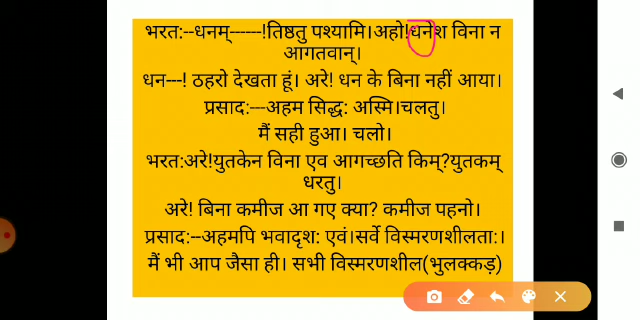 भरत:--धनम्------!तिष्ठतु पश्यामि।अहो!धनेश विना न
आगतवान्।
धन---! ठहरो देखता हूं। अरे! धन के बिना नहीं आया।
प्रसाद:---अहम सिद्ध: अस्मि।चलतु।
मैं सही हुआ। चलो।
भरत:अरे!युतकेन विना एव आगच्छति किम्?युतकम्
धरतु।
अरे! बिना कमीज आ गए क्या? कमीज पहनो।
प्रसाद:--अहमपि भवादृश: एवं।सर्वे विस्मरणशीलता:।
मैं भी आप जैसा ही। सभी विस्मरणशील(भुलक्कड़)